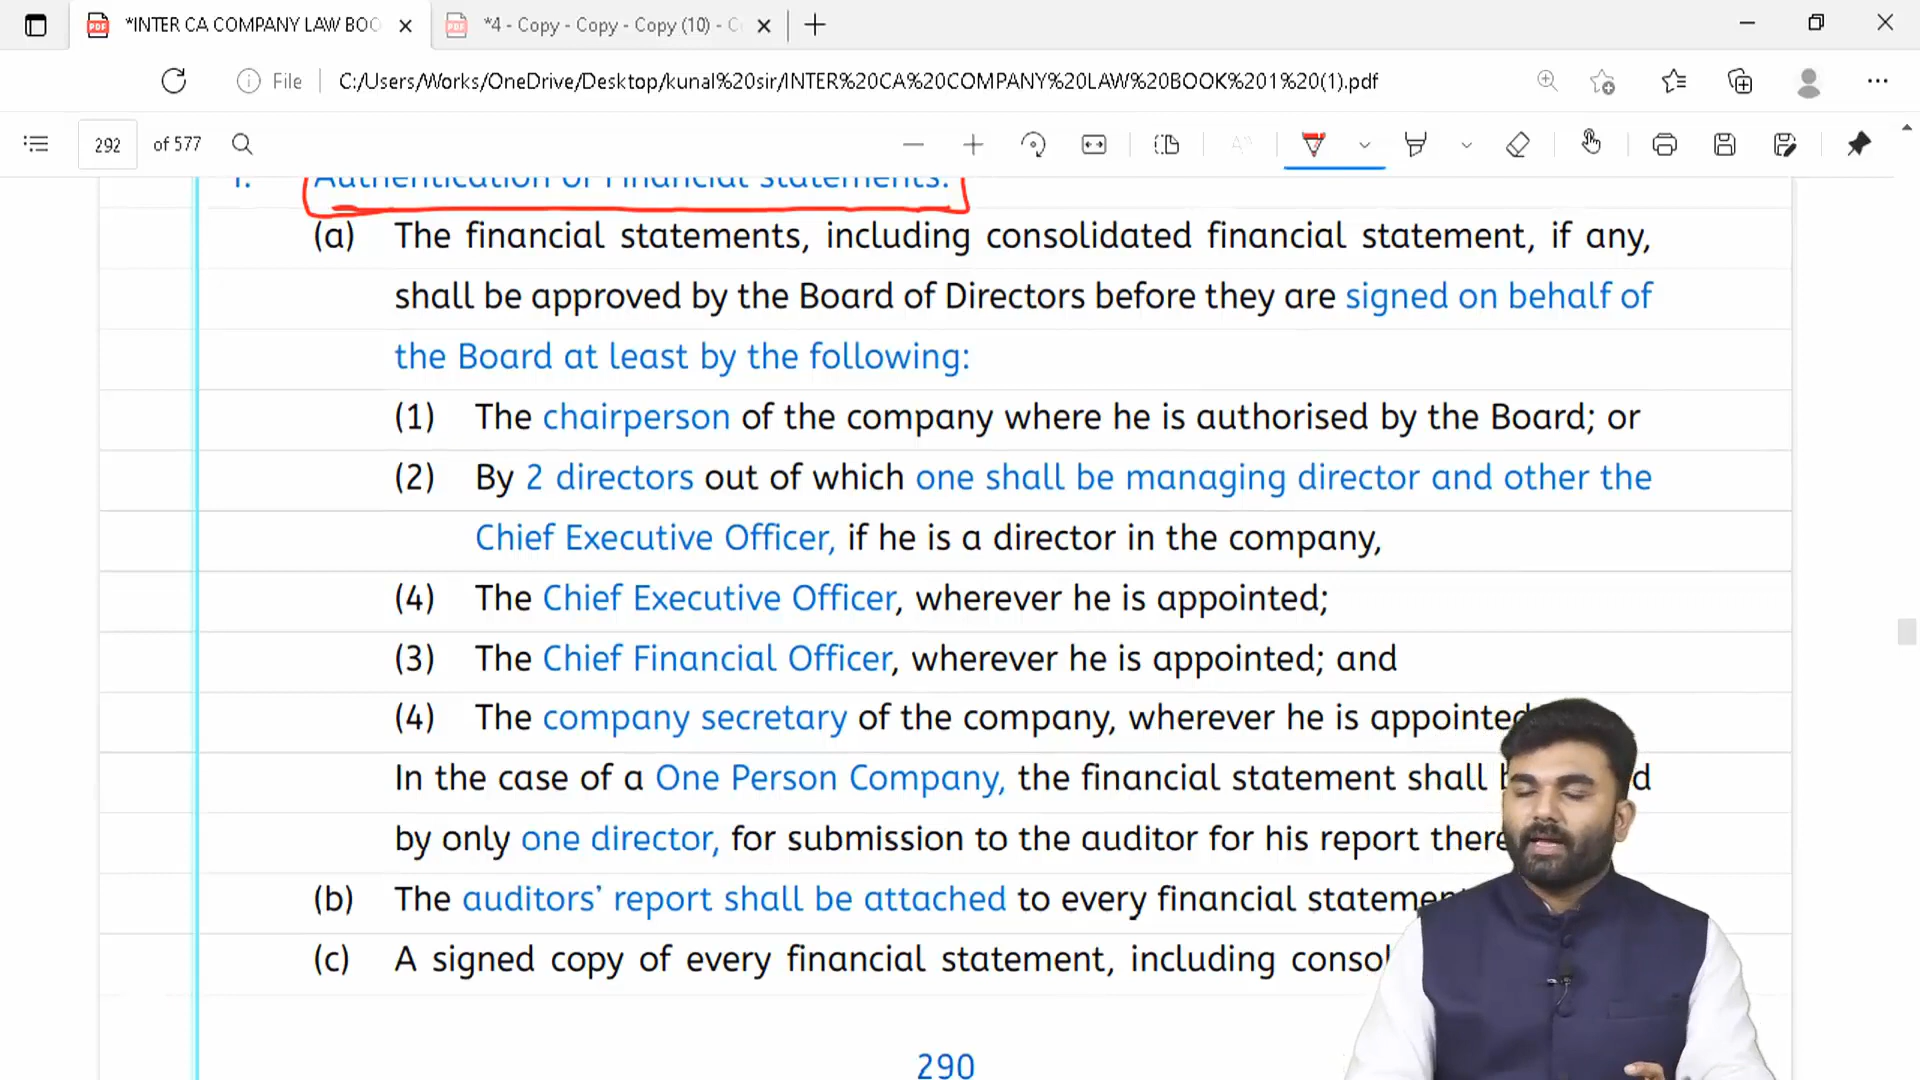 *INTER CA COMPANY LAW BOO
*4 - Copy - Copy - Copy (10) - C
File
C:/Users/Works/OneDrive/Desktop/kunal%20sir/INTER%20CA%20COMPANY%20LAW%20BOOK%201%20(1).pdf
292 of 577
1. Authentication of Financial statements:
(a) The financial statements, including consolidated financial statement, if any,
shall be approved by the Board of Directors before they are signed on behalf of
the Board at least by the following:
(1) The chairperson of the company where he is authorised by the Board; or
(2) By 2 directors out of which one shall be managing director and other the
Chief Executive Officer, if he is a director in the company,
(4) The Chief Executive Officer, wherever he is appointed;
(3) The Chief Financial Officer, wherever he is appointed; and
(4) The company secretary of the company, wherever he is appointed
In the case of a One Person Company, the financial statement shall
by only one director, for submission to the auditor for his report
(b) The auditors’ report shall be attached to every financial
(c) A signed copy of every financial statement, including
290